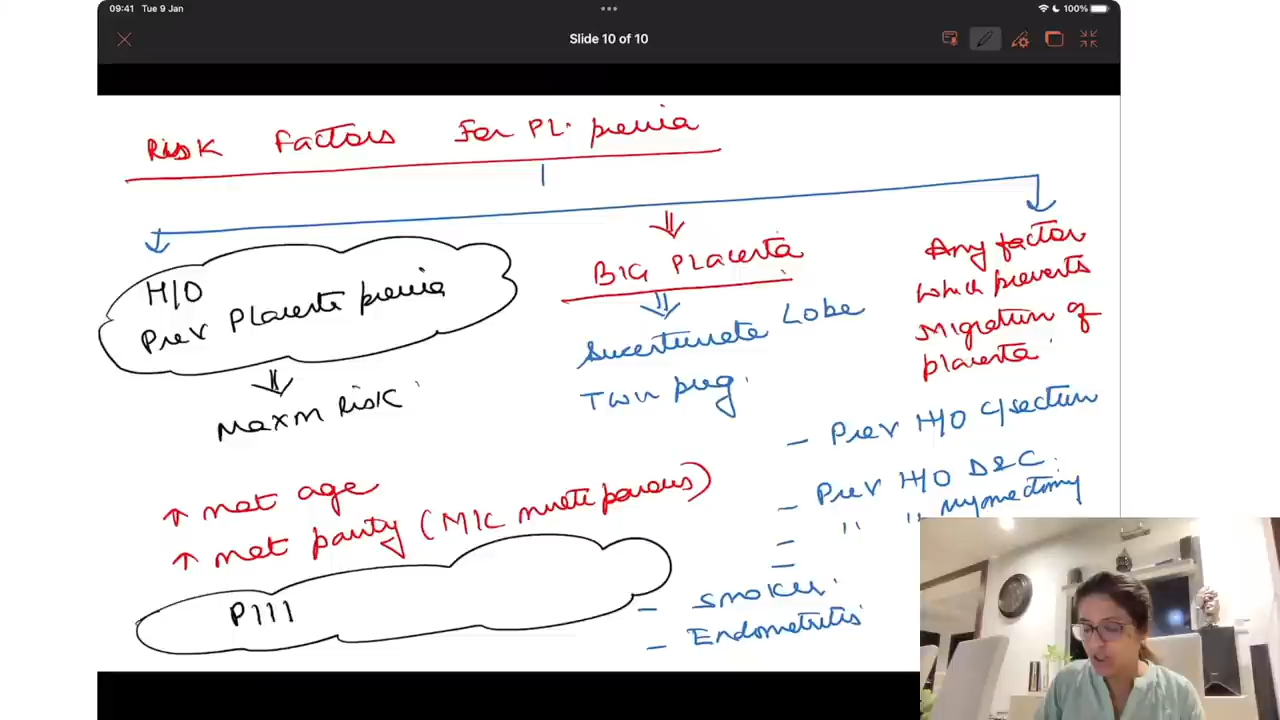 09:41 Tue 9 Jan
100%
Slide 10 of 10
Risk Factors For PL. previa
H/O
Prev Placenta previa
Maxm Risk
BIG PLacenta
Succenturiate Lobe
Twin preg.
Any factor
which prevents
Migration of
placenta
- Prev H/O C/section
- Prev H/O D&C.
- " " Myomectomy
-
- Smoker
- Endometritis
↑ mat age
↑ mat parity (M/C multiparous)
P111